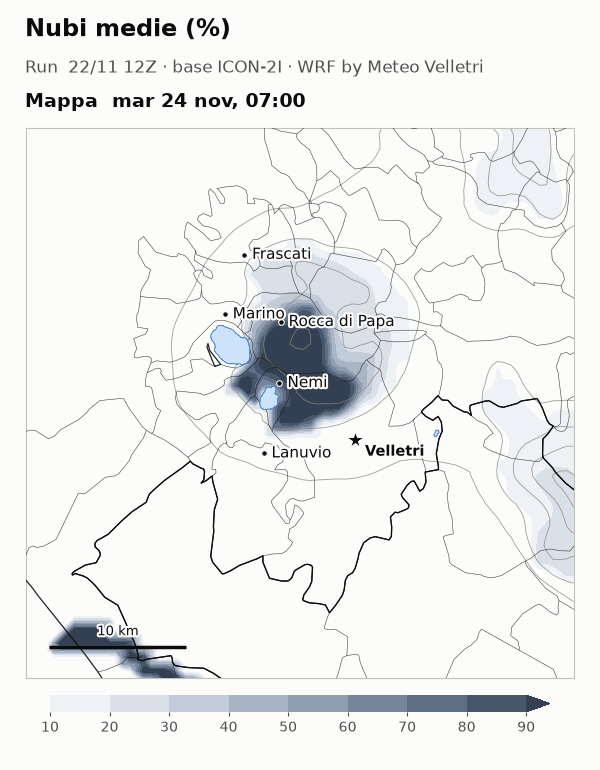 Nubi medie (%)
Run  22/11 12Z · base ICON-2I · WRF by Meteo Velletri
Mappa  mar 24 nov, 07:00
Frascati
Marino
Rocca di Papa
Nemi
Velletri
Lanuvio
10 km
10 20 30 40 50 60 70 80 90